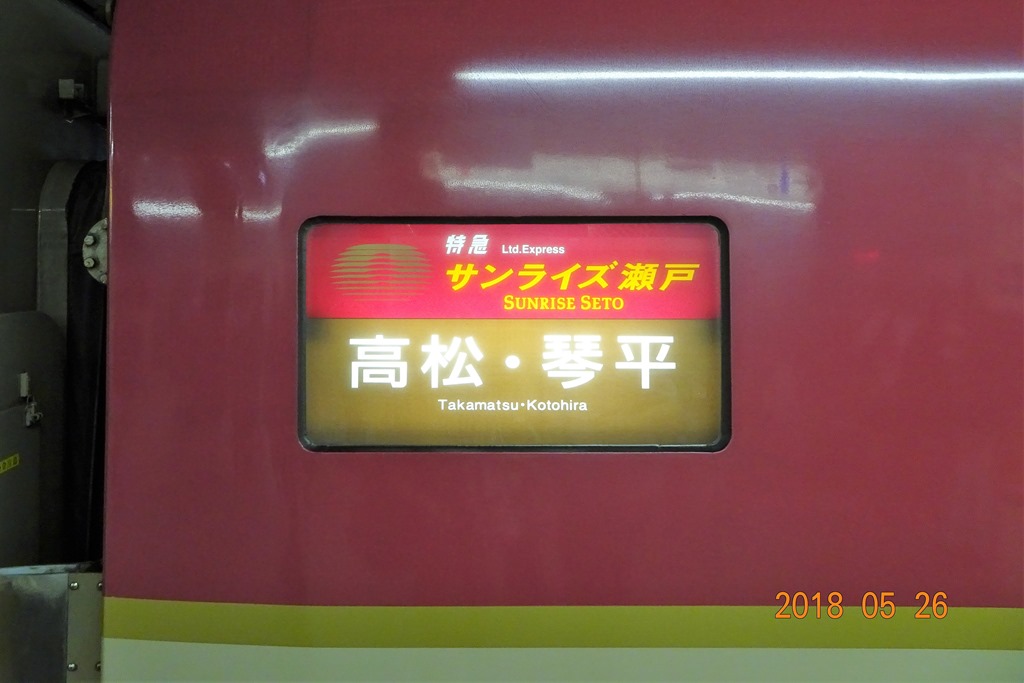 特急 Ltd.Express
サンライズ瀬戸
SUNRISE SETO
高松・琴平
Takamatsu・Kotohira
2018 05 26